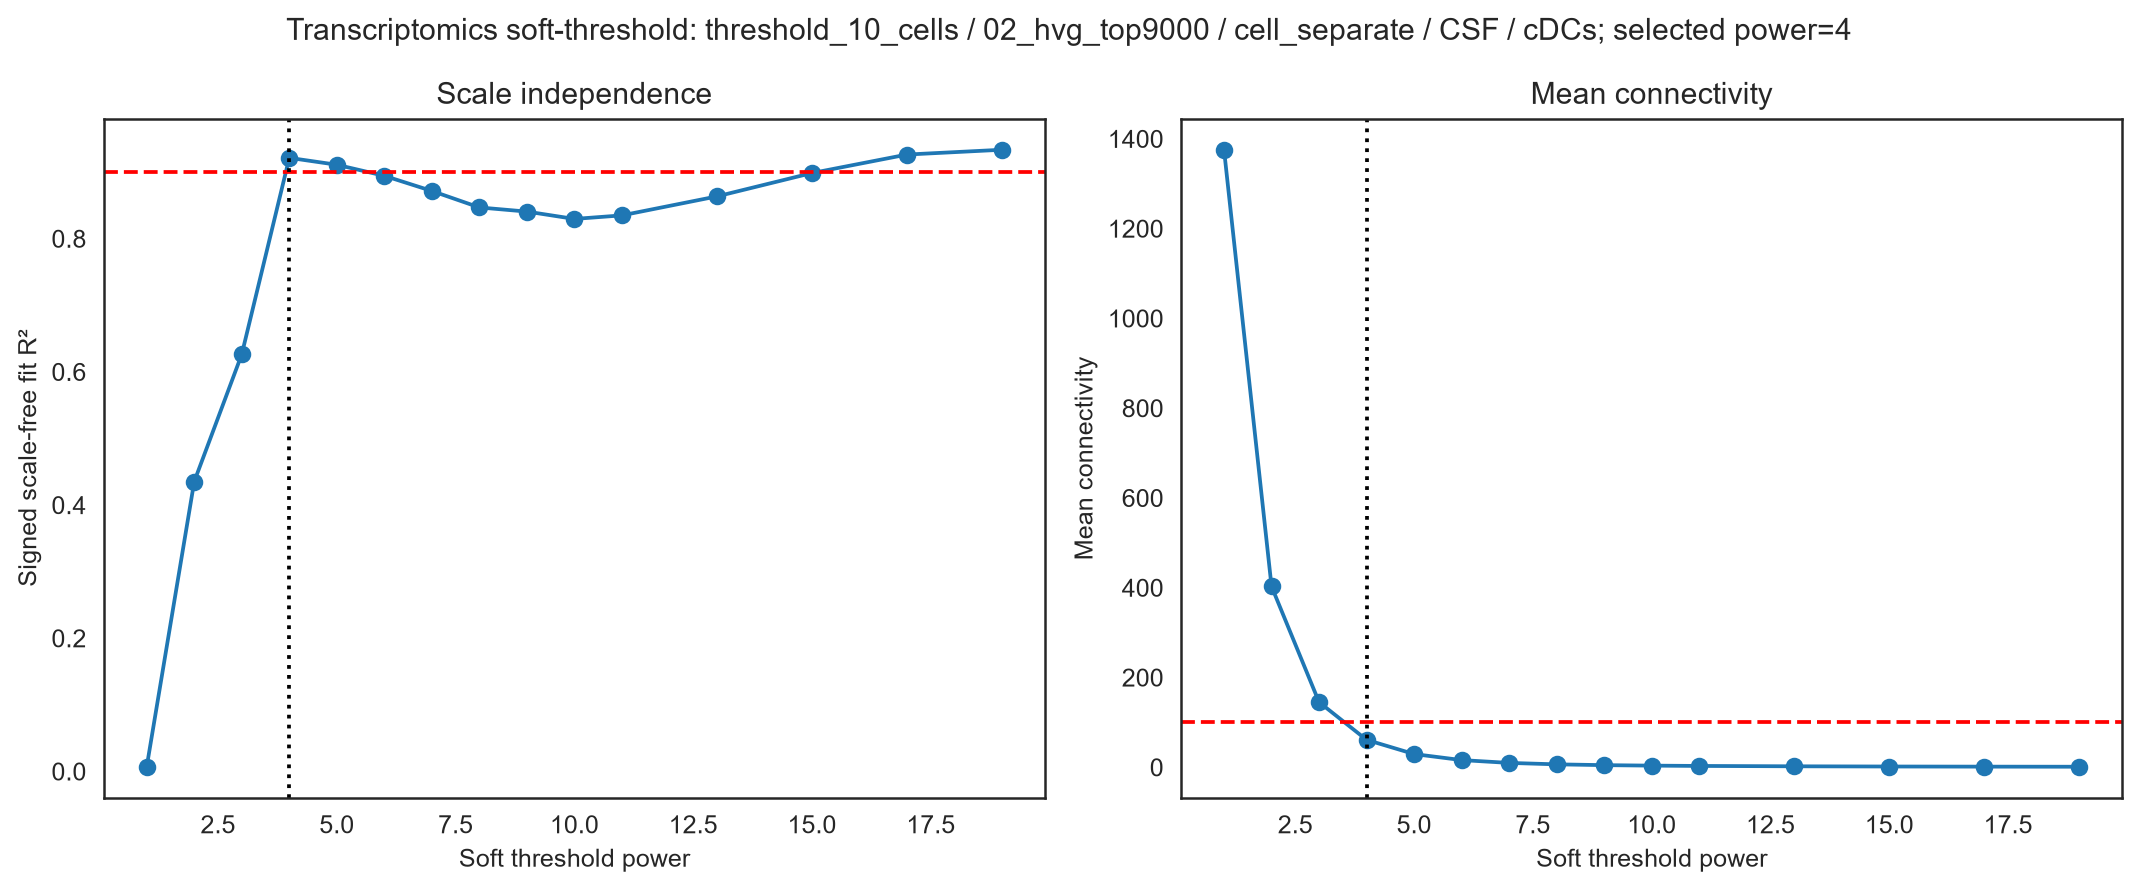 Transcriptomics soft-threshold: threshold_10_cells / 02_hvg_top9000 / cell_separate / CSF / cDCs; selected power=4
Scale independence
Signed scale-free fit R²
0.8
0.6
0.4
0.2
0.0
2.5 5.0 7.5 10.0 12.5 15.0 17.5
Soft threshold power
Mean connectivity
Mean connectivity
1400
1200
1000
800
600
400
200
0
2.5 5.0 7.5 10.0 12.5 15.0 17.5
Soft threshold power